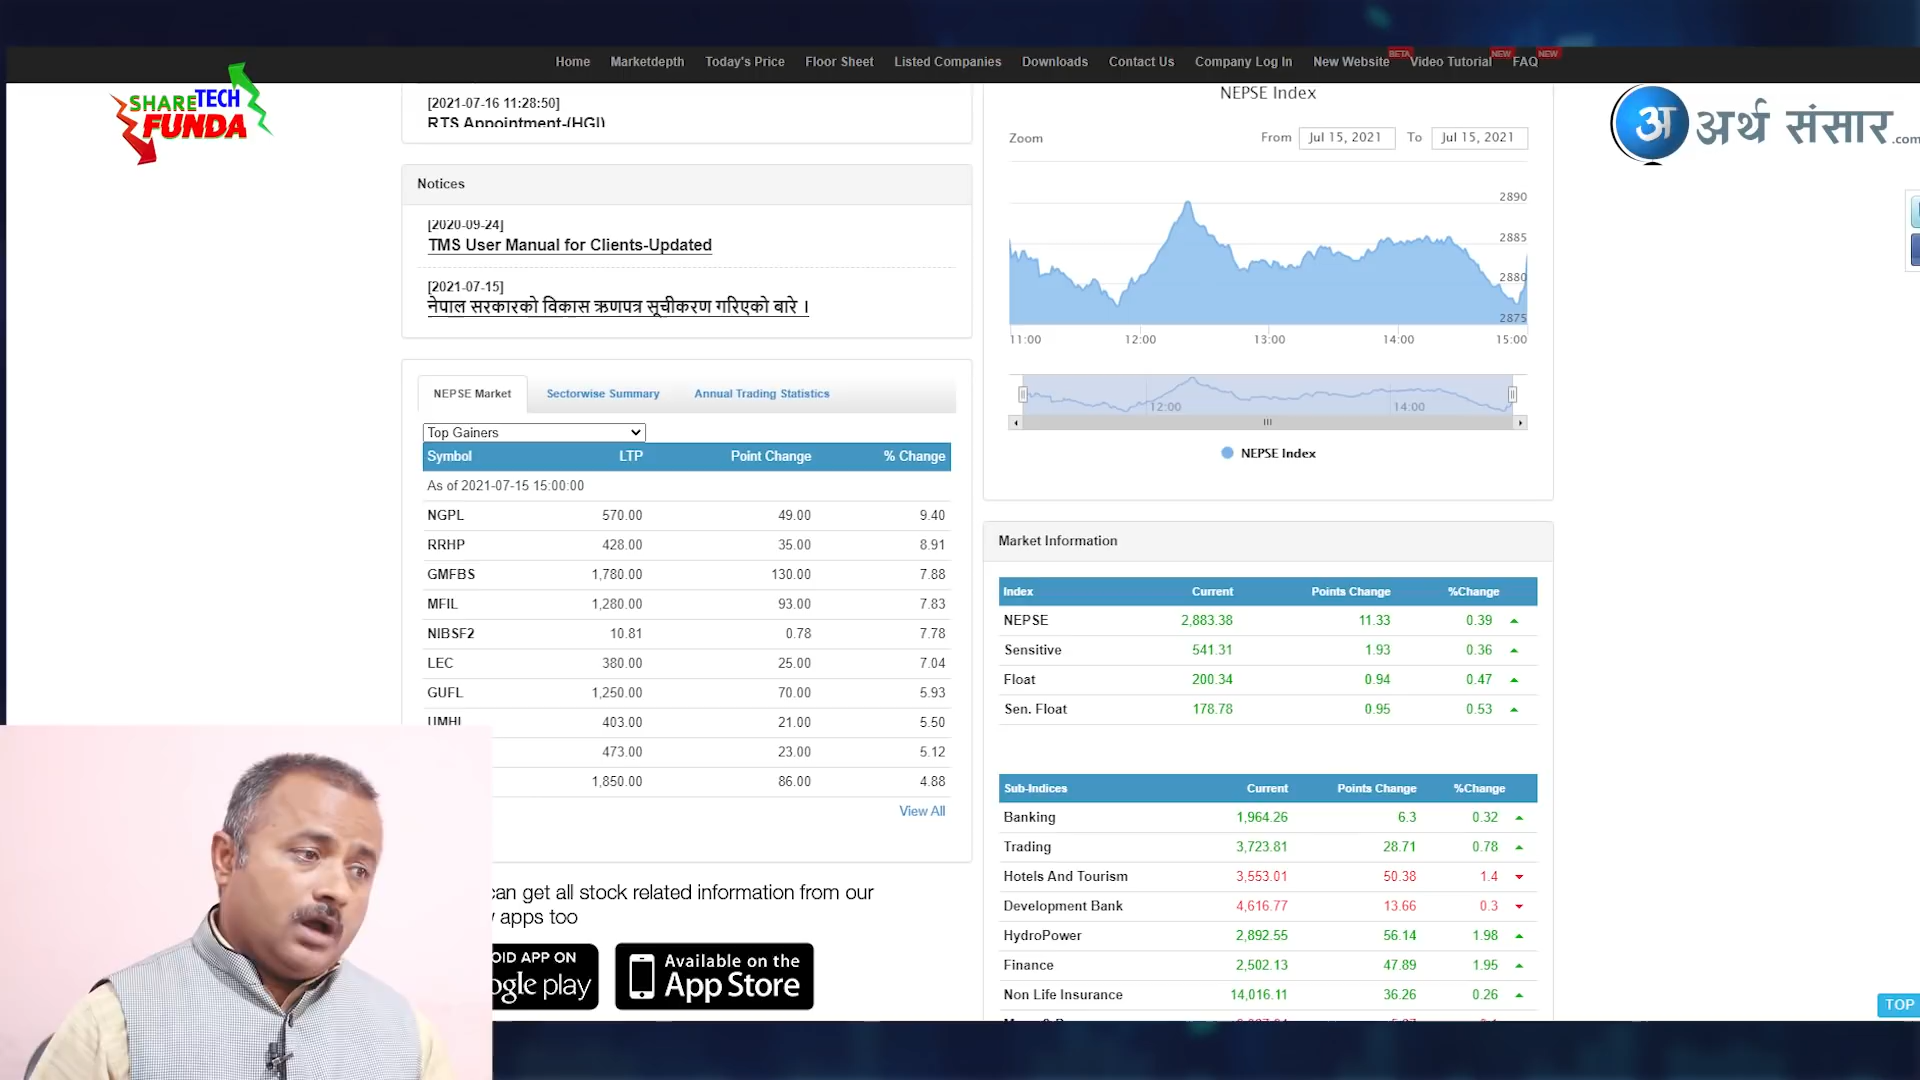 Home Marketdepth Today's Price Floor Sheet Listed Companies Downloads Contact Us Company Log In New Website BETA Video Tutorial NEW FAQ NEW
SHARETECH
FUNDA
अ अर्थ संसार.com
[2021-07-16 11:28:50]
RTS Appointment-(HGI)
Notices
[2020-09-24]
TMS User Manual for Clients-Updated
[2021-07-15]
नेपाल सरकारको विकास ऋणपत्र सूचीकरण गरिएको बारे ।
NEPSE Market Sectorwise Summary Annual Trading Statistics
Top Gainers
Symbol LTP Point Change % Change
As of 2021-07-15 15:00:00
NGPL 570.00 49.00 9.40
RRHP 428.00 35.00 8.91
GMFBS 1,780.00 130.00 7.88
MFIL 1,280.00 93.00 7.83
NIBSF2 10.81 0.78 7.78
LEC 380.00 25.00 7.04
GUFL 1,250.00 70.00 5.93
UMHL 403.00 21.00 5.50
473.00 23.00 5.12
1,850.00 86.00 4.88
View All
can get all stock related information from our
apps too
OID APP ON
ogle play
Available on the
App Store
NEPSE Index
Zoom From Jul 15, 2021 To Jul 15, 2021
2890
2885
2880
2875
11:00 12:00 13:00 14:00 15:00
12:00 14:00
NEPSE Index
Market Information
Index Current Points Change %Change
NEPSE 2,883.38 11.33 0.39
Sensitive 541.31 1.93 0.36
Float 200.34 0.94 0.47
Sen. Float 178.78 0.95 0.53
Sub-Indices Current Points Change %Change
Banking 1,964.26 6.3 0.32
Trading 3,723.81 28.71 0.78
Hotels And Tourism 3,553.01 50.38 1.4
Development Bank 4,616.77 13.66 0.3
HydroPower 2,892.55 56.14 1.98
Finance 2,502.13 47.89 1.95
Non Life Insurance 14,016.11 36.26 0.26
TOP